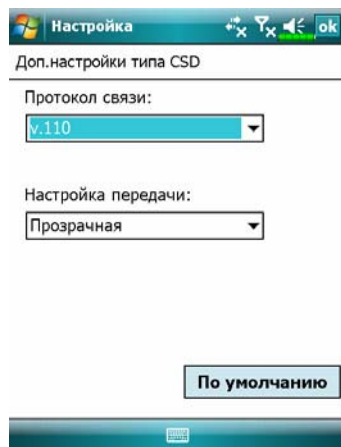 Настройка
ok
Доп.настройки типа CSD
Протокол связи:
v.110
Настройка передачи:
Прозрачная
По умолчанию